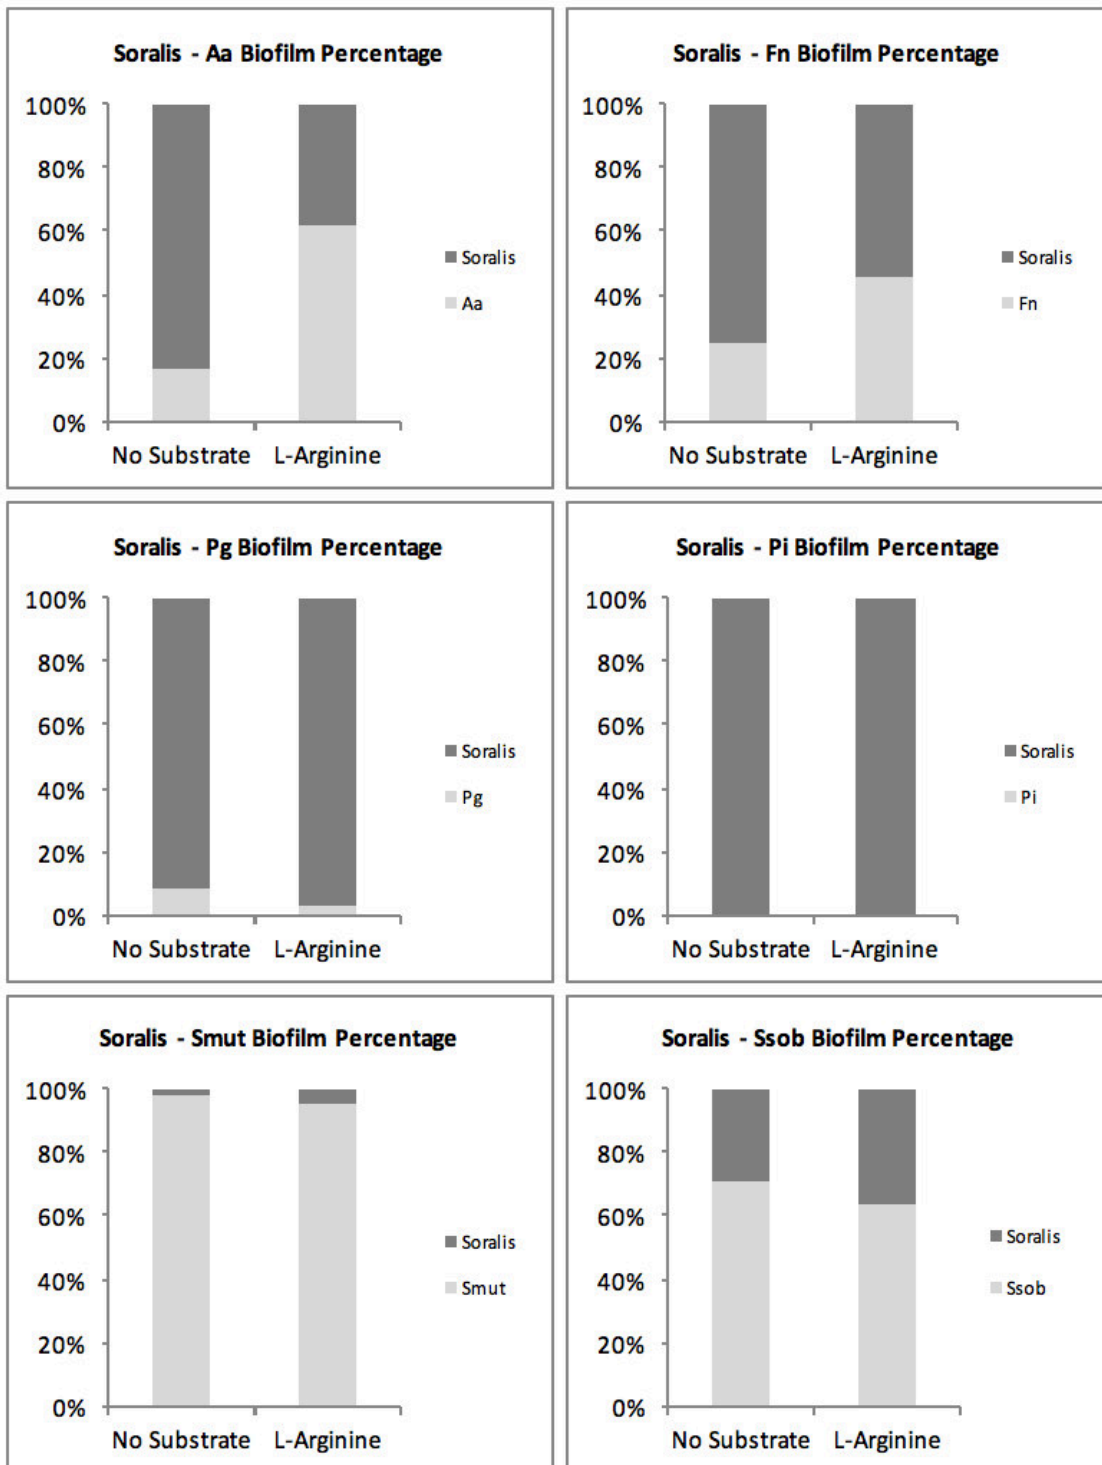 Soralis - Aa Biofilm Percentage
100%
80%
60%
40%
20%
0%
No Substrate L-Arginine
Soralis
Aa
Soralis - Fn Biofilm Percentage
100%
80%
60%
40%
20%
0%
No Substrate L-Arginine
Soralis
Fn
Soralis - Pg Biofilm Percentage
100%
80%
60%
40%
20%
0%
No Substrate L-Arginine
Soralis
Pg
Soralis - Pi Biofilm Percentage
100%
80%
60%
40%
20%
0%
No Substrate L-Arginine
Soralis
Pi
Soralis - Smut Biofilm Percentage
100%
80%
60%
40%
20%
0%
No Substrate L-Arginine
Soralis
Smut
Soralis - Ssob Biofilm Percentage
100%
80%
60%
40%
20%
0%
No Substrate L-Arginine
Soralis
Ssob